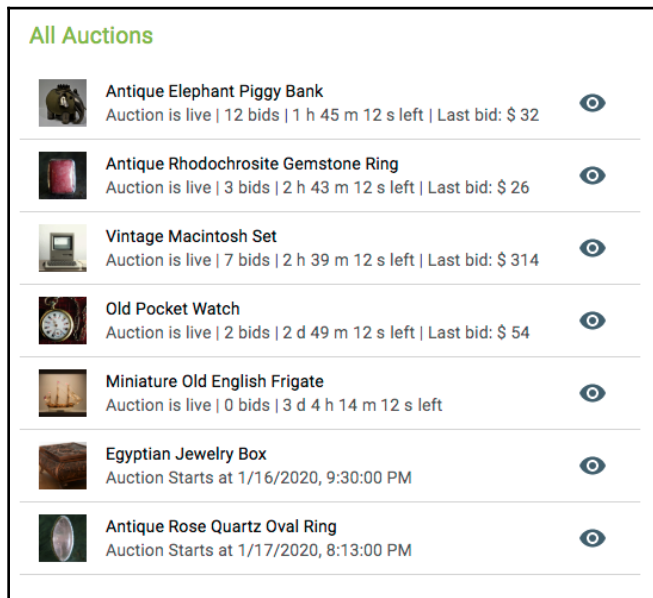 All Auctions
Antique Elephant Piggy Bank
Auction is live | 12 bids | 1 h 45 m 12 s left | Last bid: $ 32
Antique Rhodochrosite Gemstone Ring
Auction is live | 3 bids | 2 h 43 m 12 s left | Last bid: $ 26
Vintage Macintosh Set
Auction is live | 7 bids | 2 h 39 m 12 s left | Last bid: $ 314
Old Pocket Watch
Auction is live | 2 bids | 2 d 49 m 12 s left | Last bid: $ 54
Miniature Old English Frigate
Auction is live | 0 bids | 3 d 4 h 14 m 12 s left
Egyptian Jewelry Box
Auction Starts at 1/16/2020, 9:30:00 PM
Antique Rose Quartz Oval Ring
Auction Starts at 1/17/2020, 8:13:00 PM